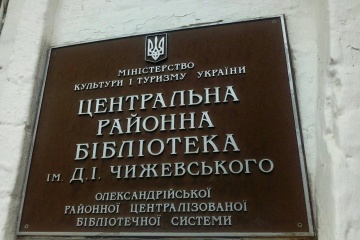 МІНІСТЕРСТВО
КУЛЬТУРИ І ТУРИЗМУ УКРАЇНИ
ЦЕНТРАЛЬНА
РАЙОННА
БІБЛІОТЕКА
ІМ. Д.І. ЧИЖЕВСЬКОГО
ОЛЕКСАНДРІЙСЬКОЇ
РАЙОННОЇ ЦЕНТРАЛІЗОВАНОЇ
БІБЛІОТЕЧНОЇ СИСТЕМИ